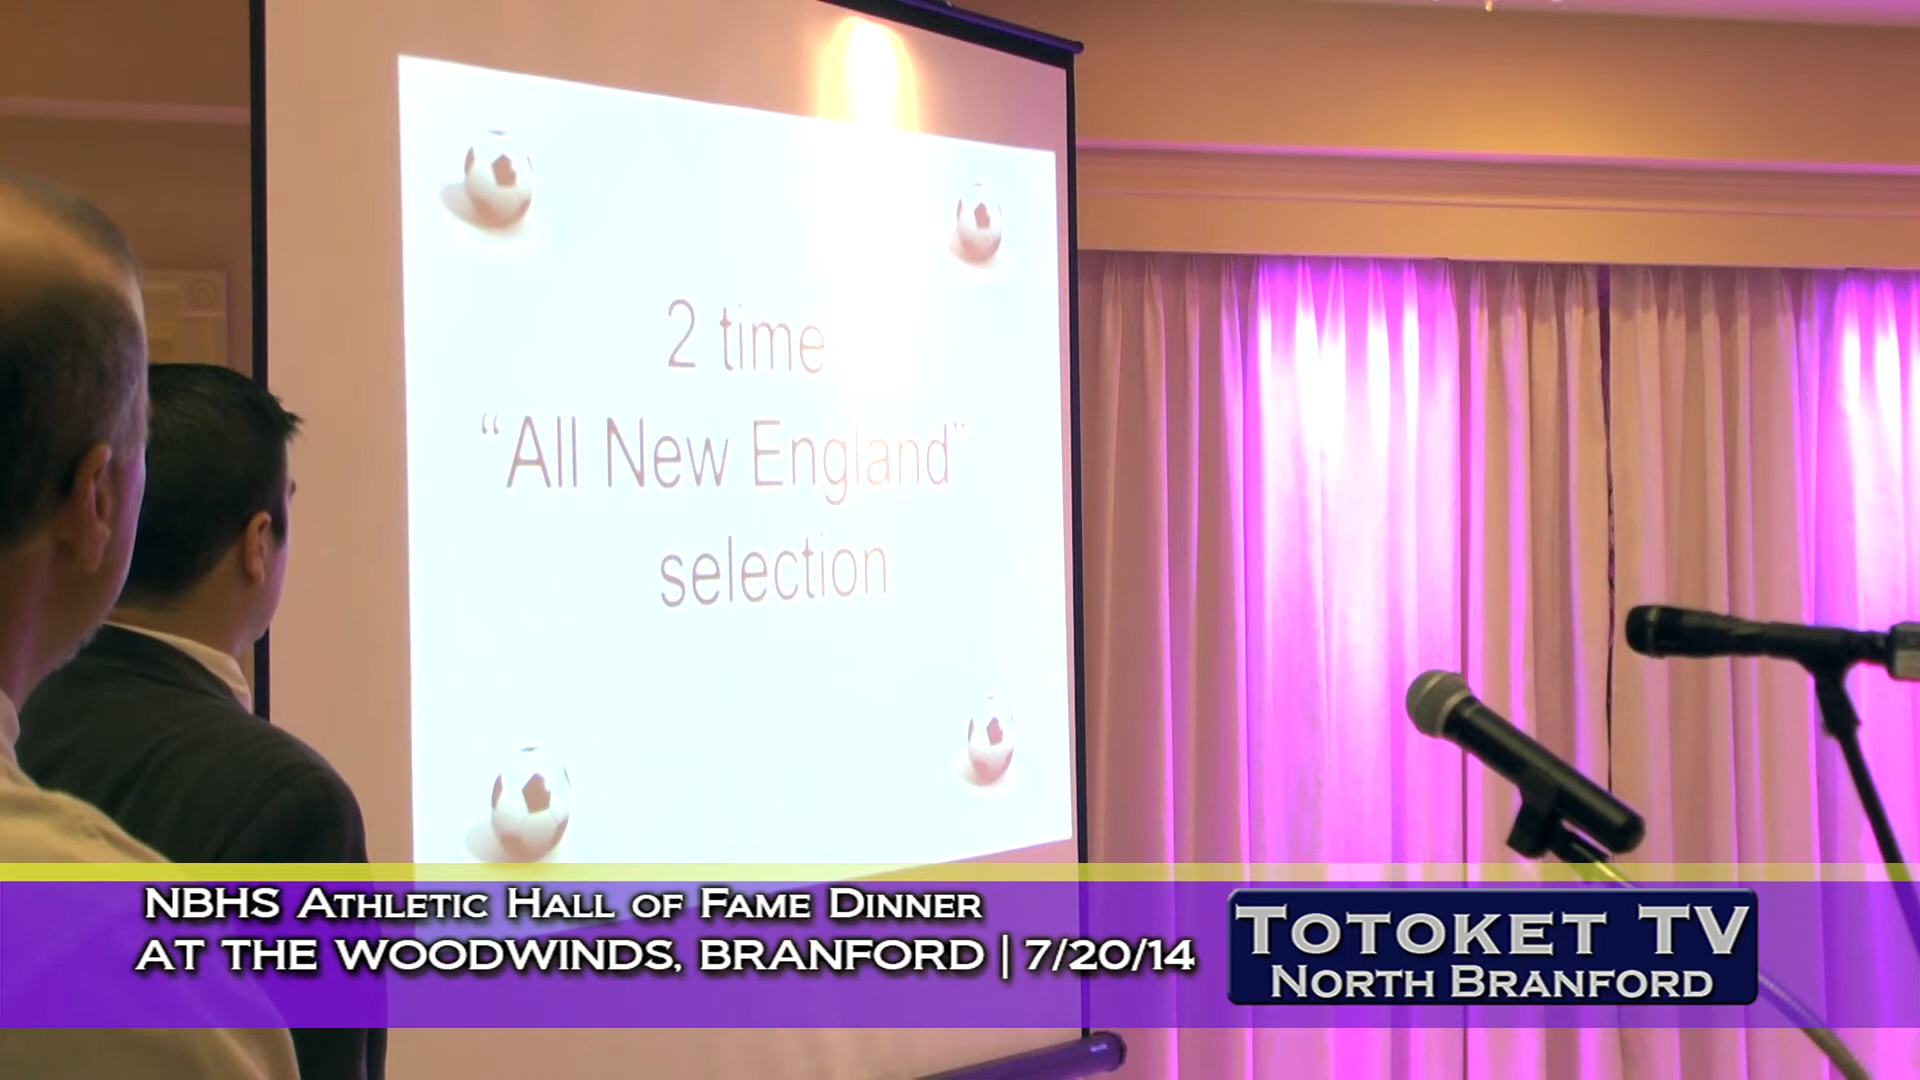 2 time
“All New England”
selection
NBHS Athletic Hall of Fame Dinner
AT THE WOODWINDS, BRANFORD | 7/20/14
TOTOKET TV
NORTH BRANFORD